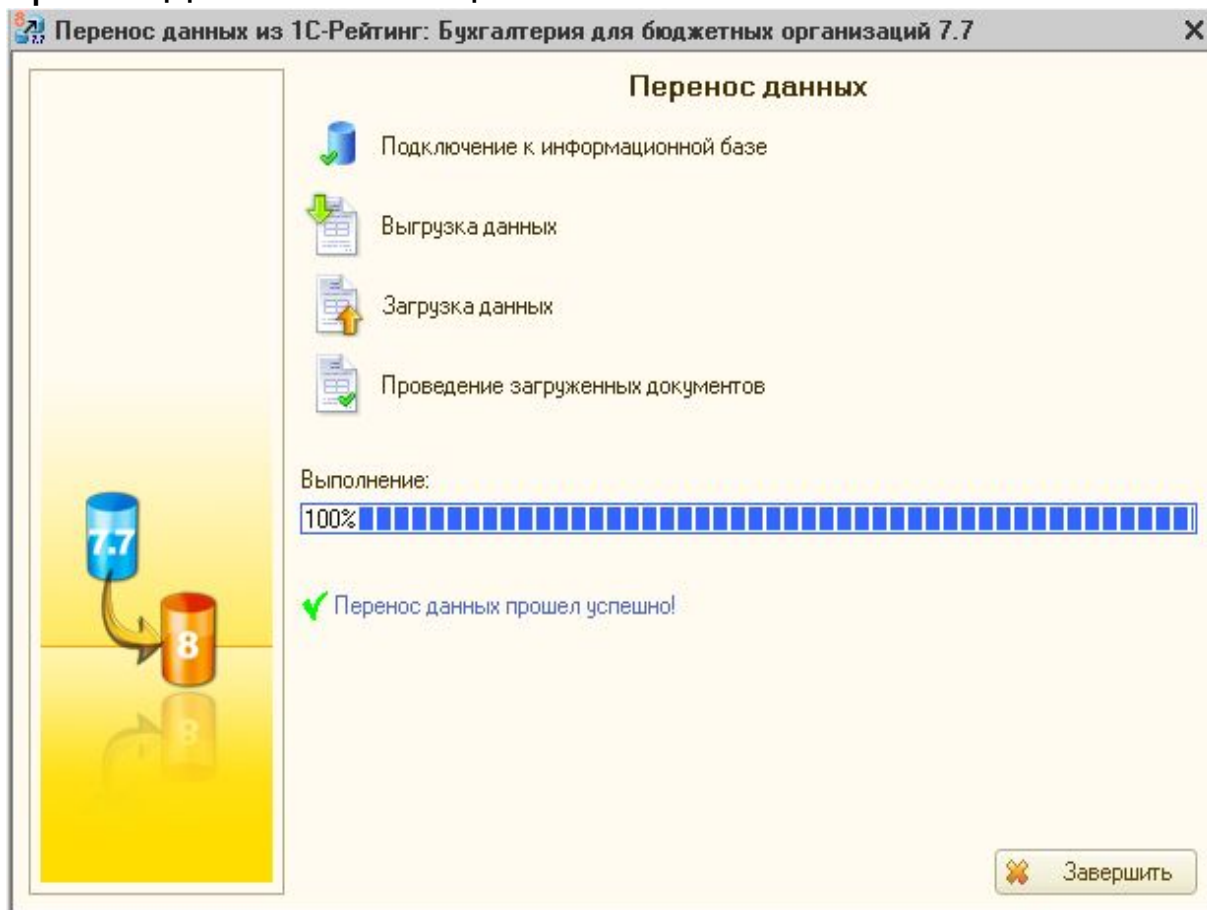 Перенос данных из 1С-Рейтинг: Бухгалтерия для бюджетных организаций 7.7
Перенос данных
Подключение к информационной базе
Выгрузка данных
Загрузка данных
Проведение загруженных документов
Выполнение:
100%
7.7
8
Перенос данных прошел успешно!
Завершить